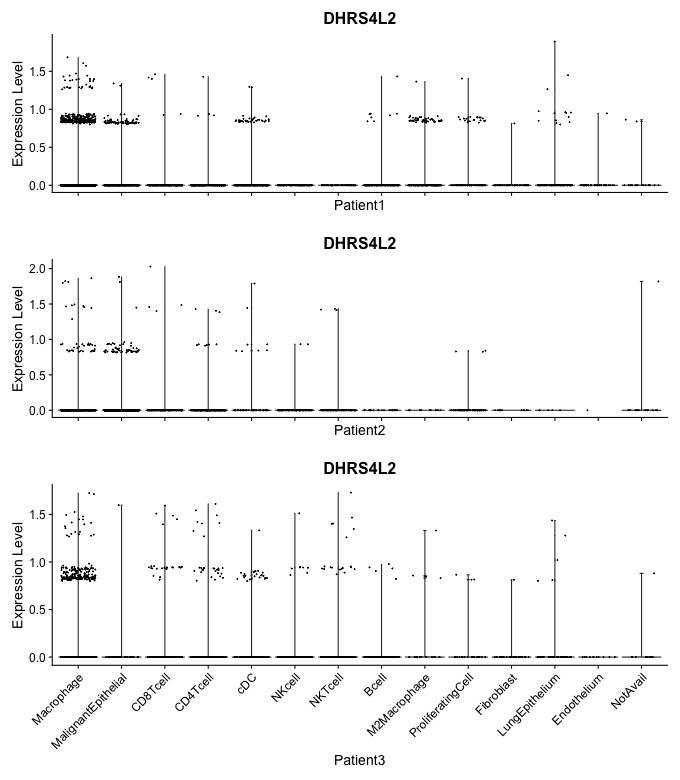 DHRS4L2
Expression Level
1.5
1.0
0.5
0.0
Patient1
DHRS4L2
Expression Level
2.0
1.5
1.0
0.5
0.0
Patient2
DHRS4L2
Expression Level
1.5
1.0
0.5
0.0
Macrophage
MalignantEpithelial
CD8Tcell
CD4Tcell
cDC
NKcell
NKTcell
Bcell
M2Macrophage
ProliferatingCell
Fibroblast
LungEpithelium
Endothelium
NotAvail
Patient3